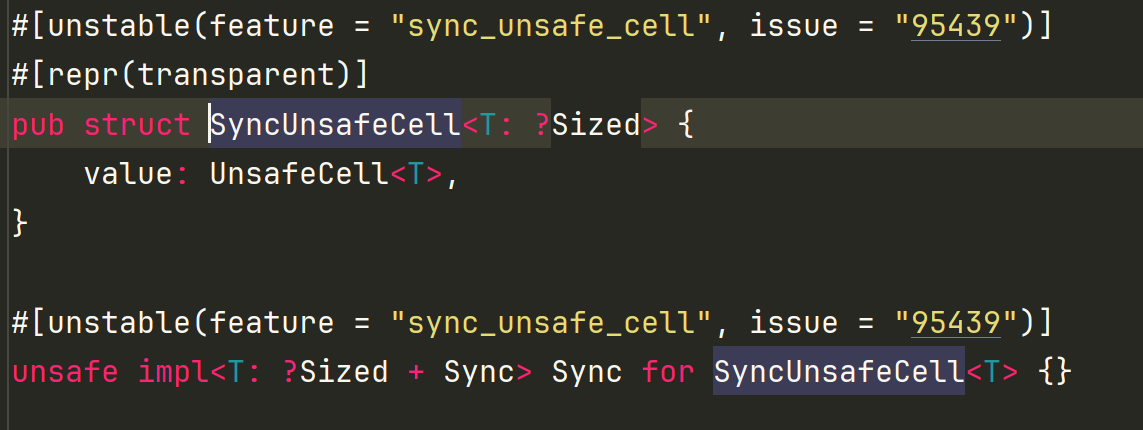 #[unstable(feature = "sync_unsafe_cell", issue = "95439")]
#[repr(transparent)]
pub struct SyncUnsafeCell<T: ?Sized> {
    value: UnsafeCell<T>,
}
#[unstable(feature = "sync_unsafe_cell", issue = "95439")]
unsafe impl<T: ?Sized + Sync> Sync for SyncUnsafeCell<T> {}